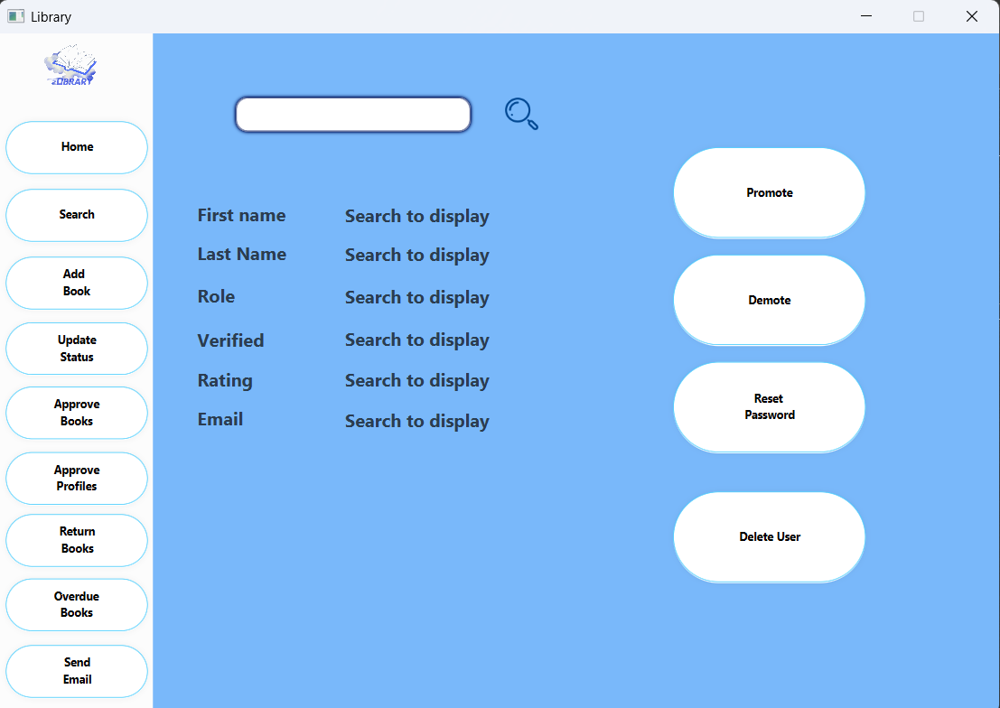 Library
eLIBRARY
Home
Search
Add
Book
Update
Status
Approve
Books
Approve
Profiles
Return
Books
Overdue
Books
Send
Email
First name Search to display
Last Name Search to display
Role Search to display
Verified Search to display
Rating Search to display
Email Search to display
Promote
Demote
Reset
Password
Delete User